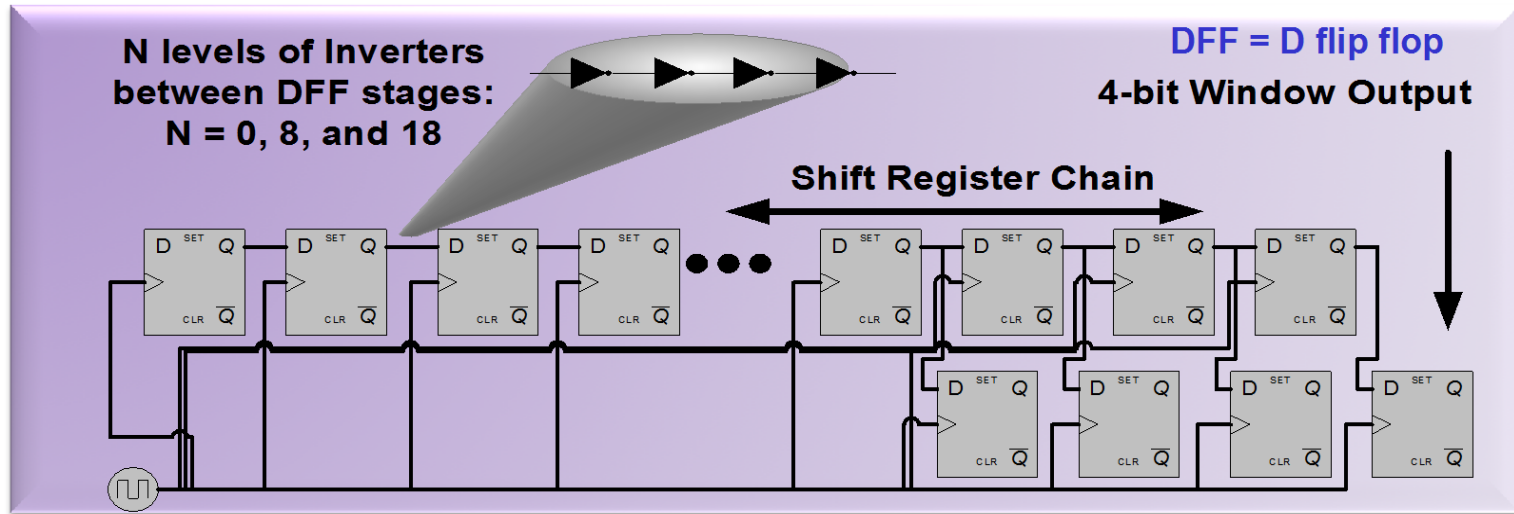 N levels of Inverters
between DFF stages:
N = 0, 8, and 18
DFF = D flip flop
4-bit Window Output
Shift Register Chain
D SET Q
CLR Q̅
D SET Q
CLR Q̅
D SET Q
CLR Q̅
D SET Q
CLR Q̅
D SET Q
CLR Q̅
D SET Q
CLR Q̅
D SET Q
CLR Q̅
D SET Q
CLR Q̅
D SET Q
CLR Q̅
D SET Q
CLR Q̅
D SET Q
CLR Q̅
D SET Q
CLR Q̅